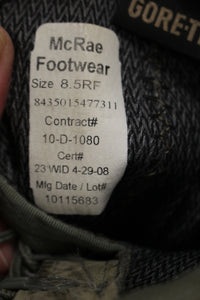 GORE-T
McRae
Footwear
Size 8.5RF
8435015477311
Contract#
10-D-1080
Cert#
23 WID 4-29-08
Mfg Date / Lot#
10115683